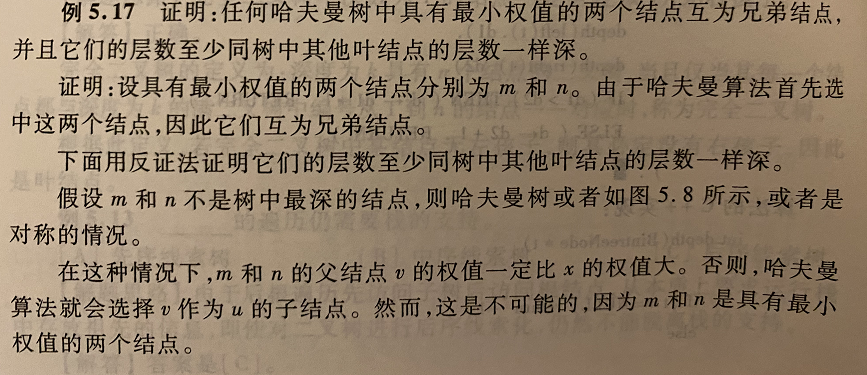 例 5.17 证明:任何哈夫曼树中具有最小权值的两个结点互为兄弟结点,
并且它们的层数至少同树中其他叶结点的层数一样深。
证明:设具有最小权值的两个结点分别为 m 和 n。由于哈夫曼算法首先选
中这两个结点,因此它们互为兄弟结点。
下面用反证法证明它们的层数至少同树中其他叶结点的层数一样深。
假设 m 和 n 不是树中最深的结点,则哈夫曼树或者如图 5.8 所示,或者是
对称的情况。
在这种情况下,m 和 n 的父结点 v 的权值一定比 x 的权值大。否则,哈夫曼
算法就会选择 v 作为 u 的子结点。然而,这是不可能的,因为 m 和 n 是具有最小
权值的两个结点。